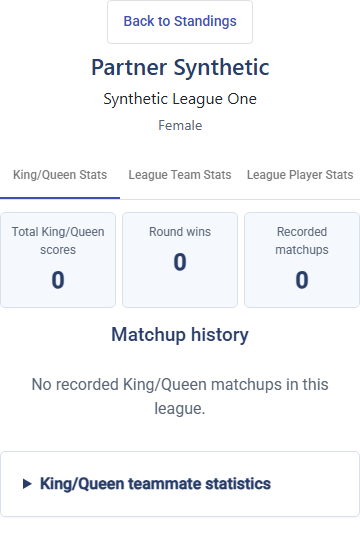 Back to Standings
Partner Synthetic
Synthetic League One
Female
King/Queen Stats
League Team Stats
League Player Stats
Total King/Queen
scores
0
Round wins
0
Recorded
matchups
0
Matchup history
No recorded King/Queen matchups in this
league.
King/Queen teammate statistics